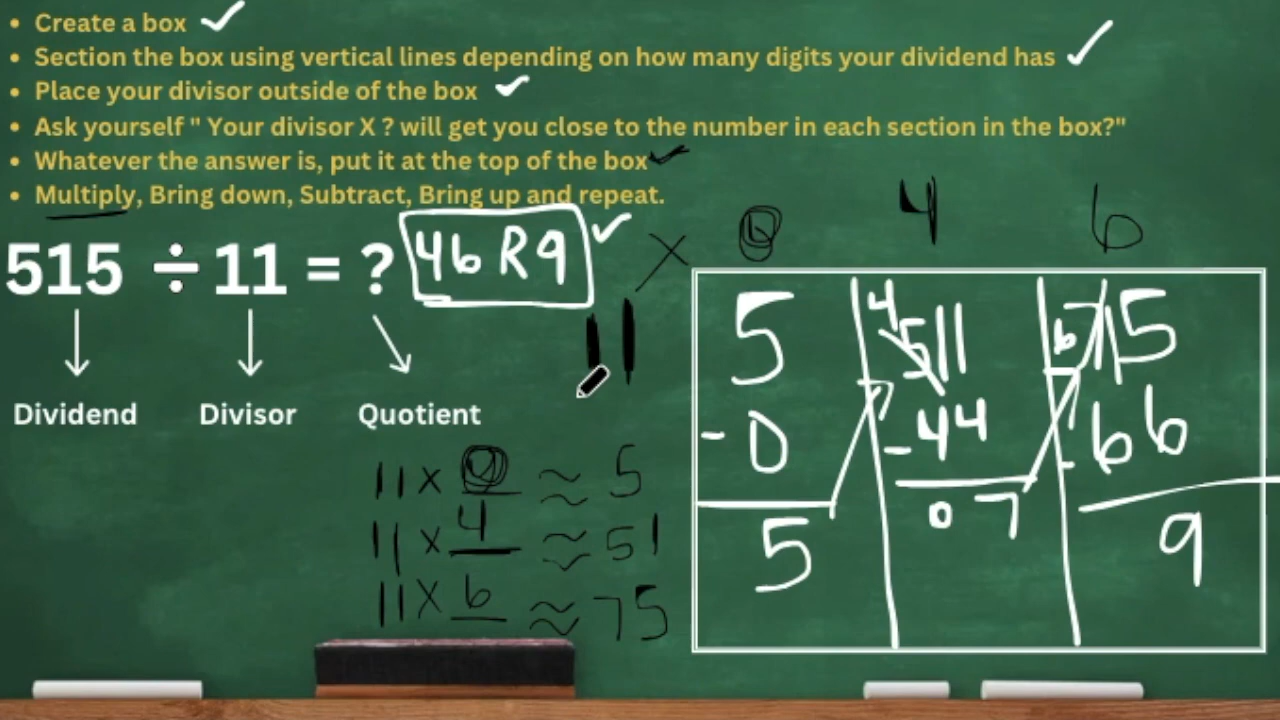 • Create a box
• Section the box using vertical lines depending on how many digits your dividend has
• Place your divisor outside of the box
• Ask yourself " Your divisor X ? will get you close to the number in each section in the box?"
• Whatever the answer is, put it at the top of the box
• Multiply, Bring down, Subtract, Bring up and repeat.
515 ÷ 11 = ? 46 R9
Dividend Divisor Quotient
11 × 0 ≈ 5
11 × 4 ≈ 51
11 × 6 ≈ 75
× 0 4 6
11
5 4 11 6 5
- 0 - 44 - 66
5 07 9